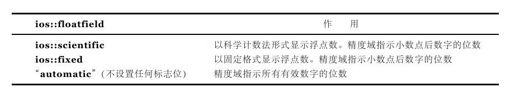 ios::floatfield 作 用
ios::scientific 以科学计数法形式显示浮点数。精度域指示小数点后数字的位数
ios::fixed 以固定格式显示浮点数。精度域指示小数点后数字的位数
“automatic”(不设置任何标志位) 精度域指示所有有效数字的位数